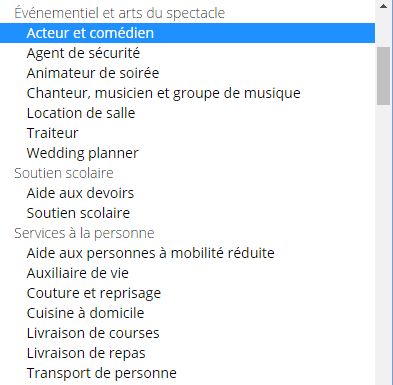 Événementiel et arts du spectacle
Acteur et comédien
Agent de sécurité
Animateur de soirée
Chanteur, musicien et groupe de musique
Location de salle
Traiteur
Wedding planner
Soutien scolaire
Aide aux devoirs
Soutien scolaire
Services à la personne
Aide aux personnes à mobilité réduite
Auxiliaire de vie
Couture et reprisage
Cuisine à domicile
Livraison de courses
Livraison de repas
Transport de personne